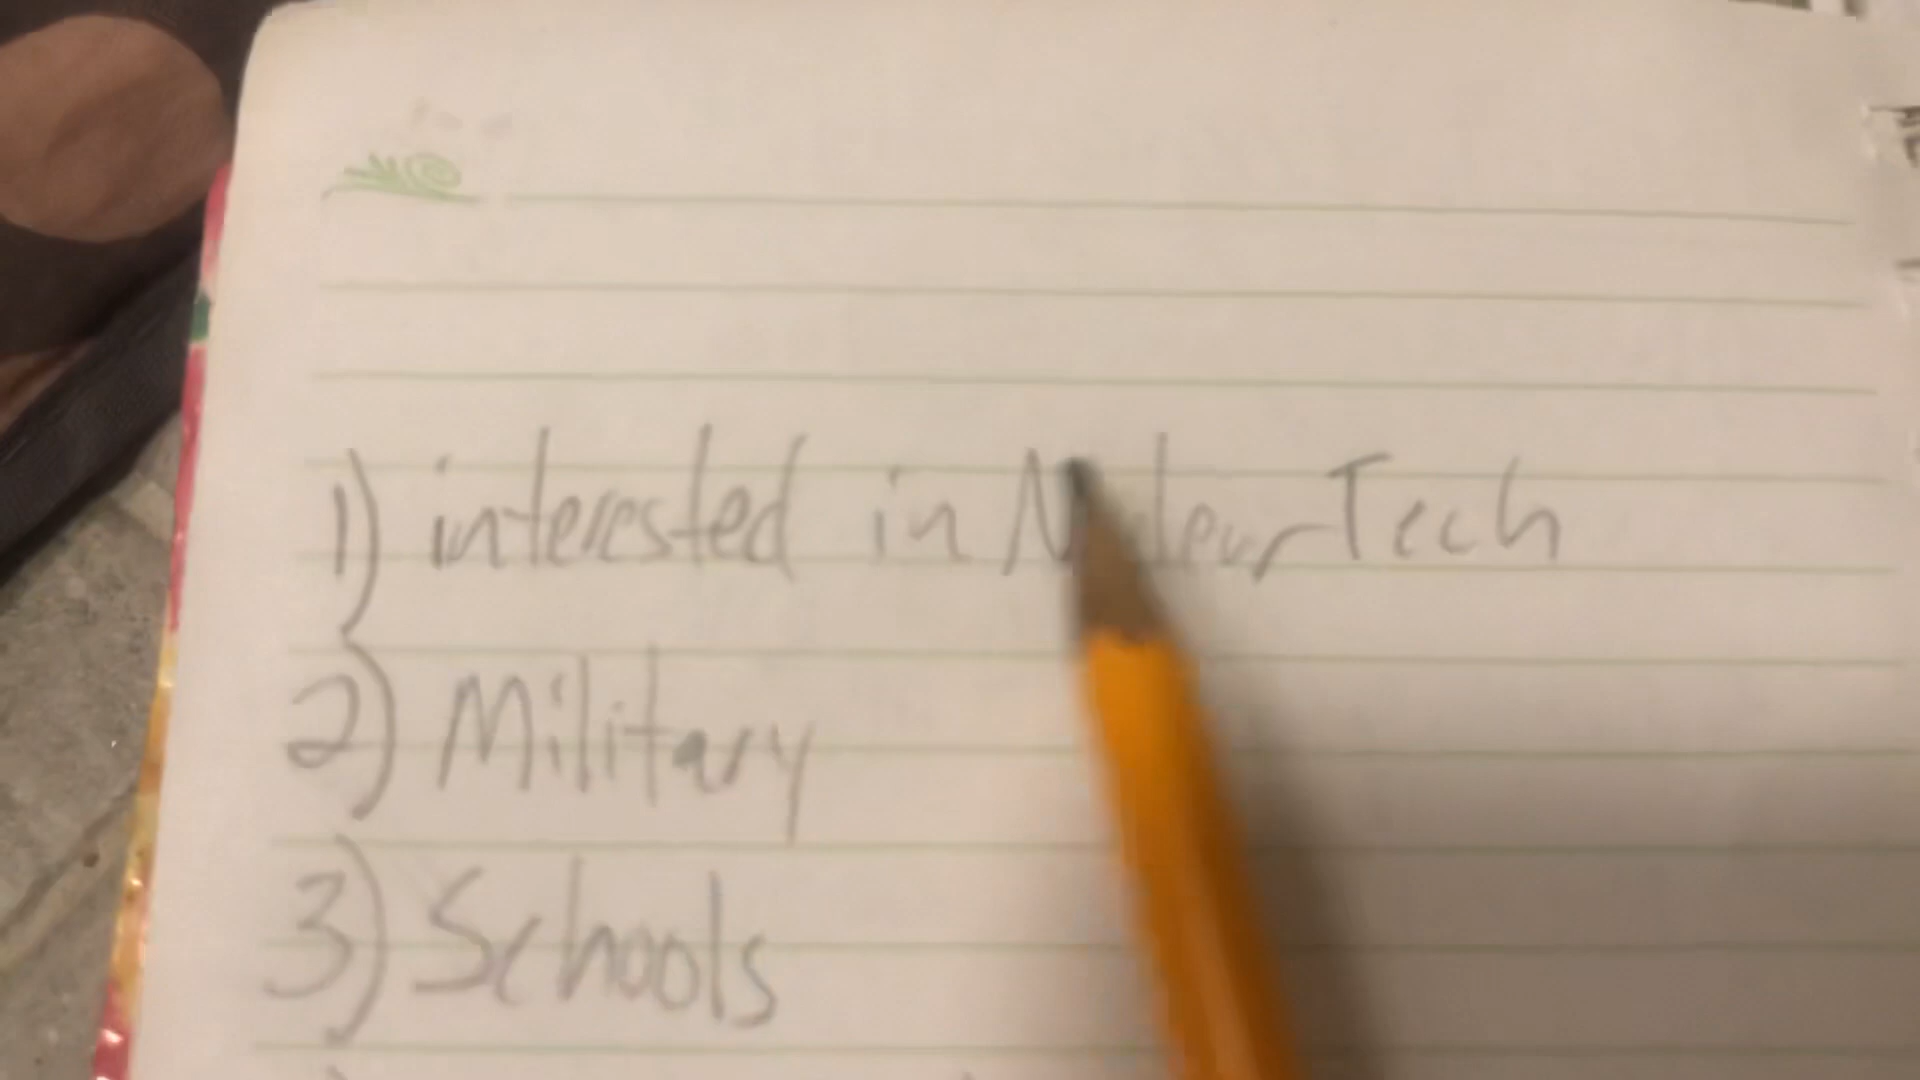 1) interested in Tech
2) Military
3) Schools